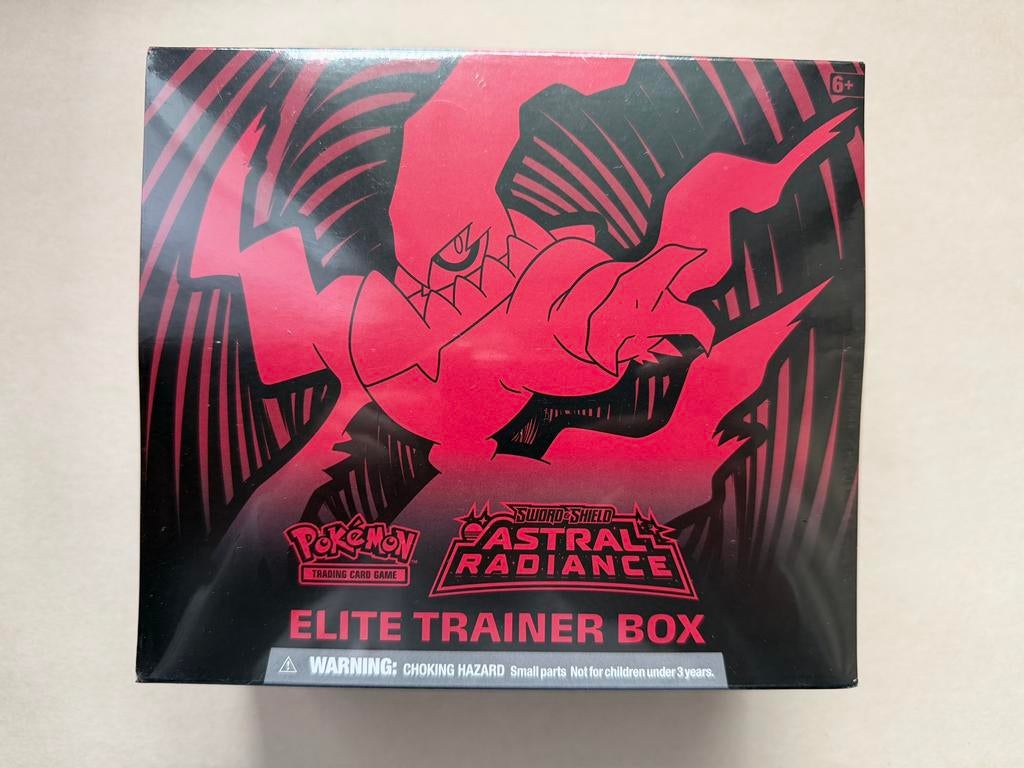 6+
SWORD & SHIELD
Pokémon™
ASTRAL
RADIANCE
TRADING CARD GAME
ELITE TRAINER BOX
WARNING: CHOKING HAZARD Small parts Not for children under 3 years.